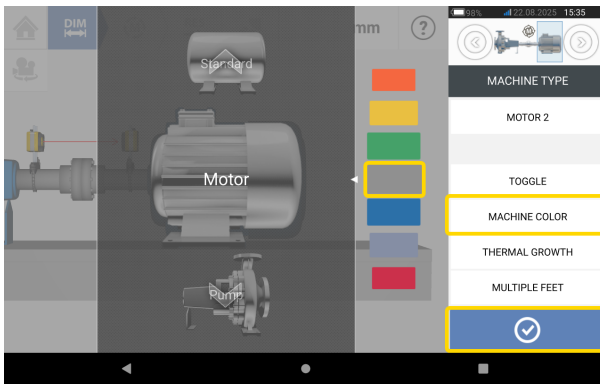 DIM
mm
?
98% 22.08.2025 15:35
Standard
Motor
Pump
MACHINE TYPE
MOTOR 2
TOGGLE
MACHINE COLOR
THERMAL GROWTH
MULTIPLE FEET